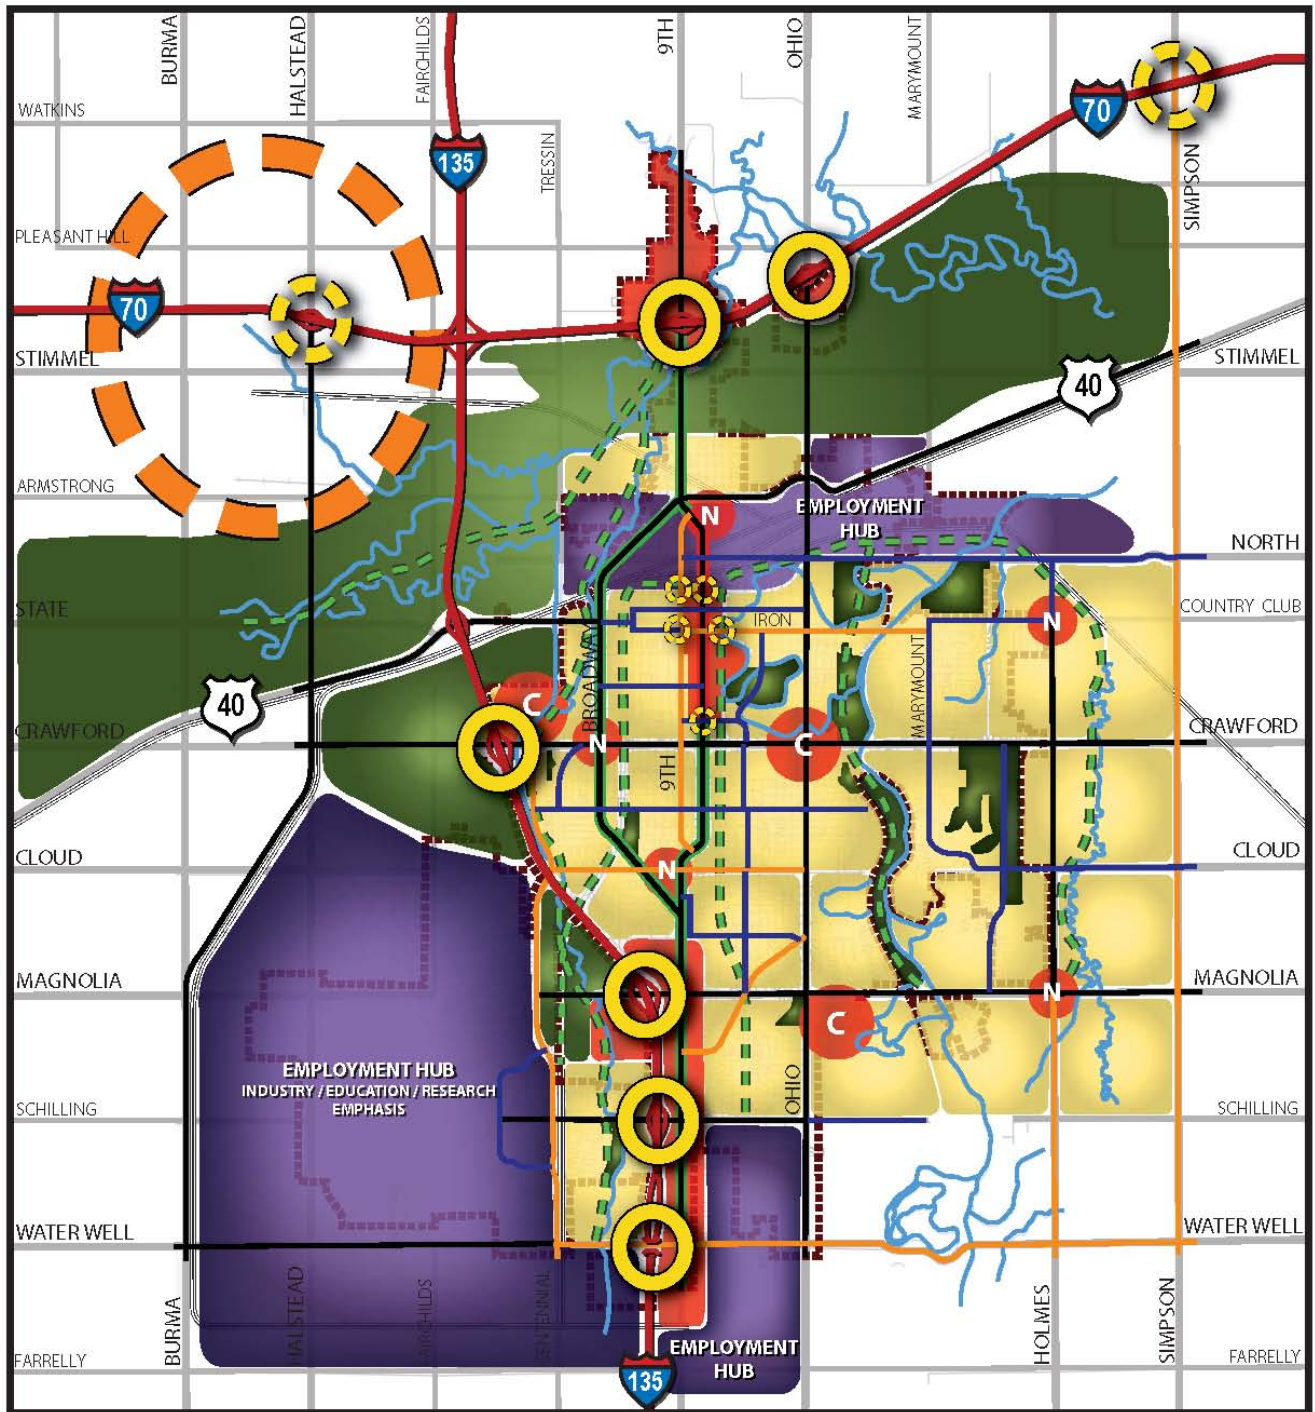 BURMA
HALSTEAD
FAIRCHILDS
9TH
OHIO
MARYMOUNT
WATKINS
70
135
TRESSIN
SIMPSON
PLEASANT HILL
70
STIMMEL
STIMMEL
40
ARMSTRONG
N
EMPLOYMENT
HUB
NORTH
STATE
COUNTRY CLUB
IRON
N
BROADWAY
MARYMOUNT
40
C
CRAWFORD
N
C
CRAWFORD
9TH
CLOUD
N
CLOUD
MAGNOLIA
N
MAGNOLIA
C
EMPLOYMENT HUB
INDUSTRY / EDUCATION / RESEARCH
EMPHASIS
OHIO
SCHILLING
SCHILLING
WATER WELL
WATER WELL
BURMA
HALSTEAD
FAIRCHILDS
CENTENNIAL
HOLMES
SIMPSON
EMPLOYMENT
HUB
FARRELLY
FARRELLY
135